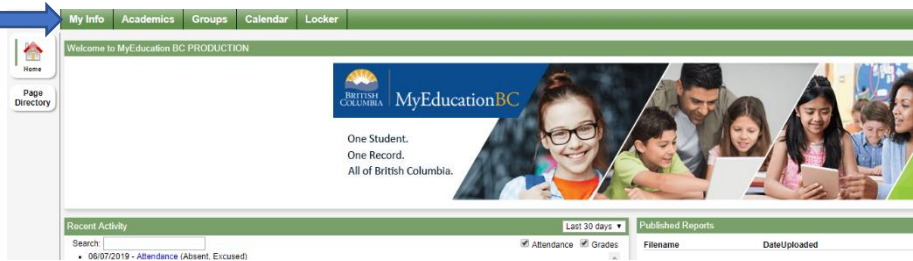 My Info Academics Groups Calendar Locker
Welcome to MyEducation BC PRODUCTION
Home
Page
Directory
BRITISH
COLUMBIA
MyEducationBC
One Student.
One Record.
All of British Columbia.
Recent Activity Last 30 days ▼ Published Reports
Search: Attendance Grades Filename DateUploaded
• 06/07/2019 - Attendance (Absent, Excused)